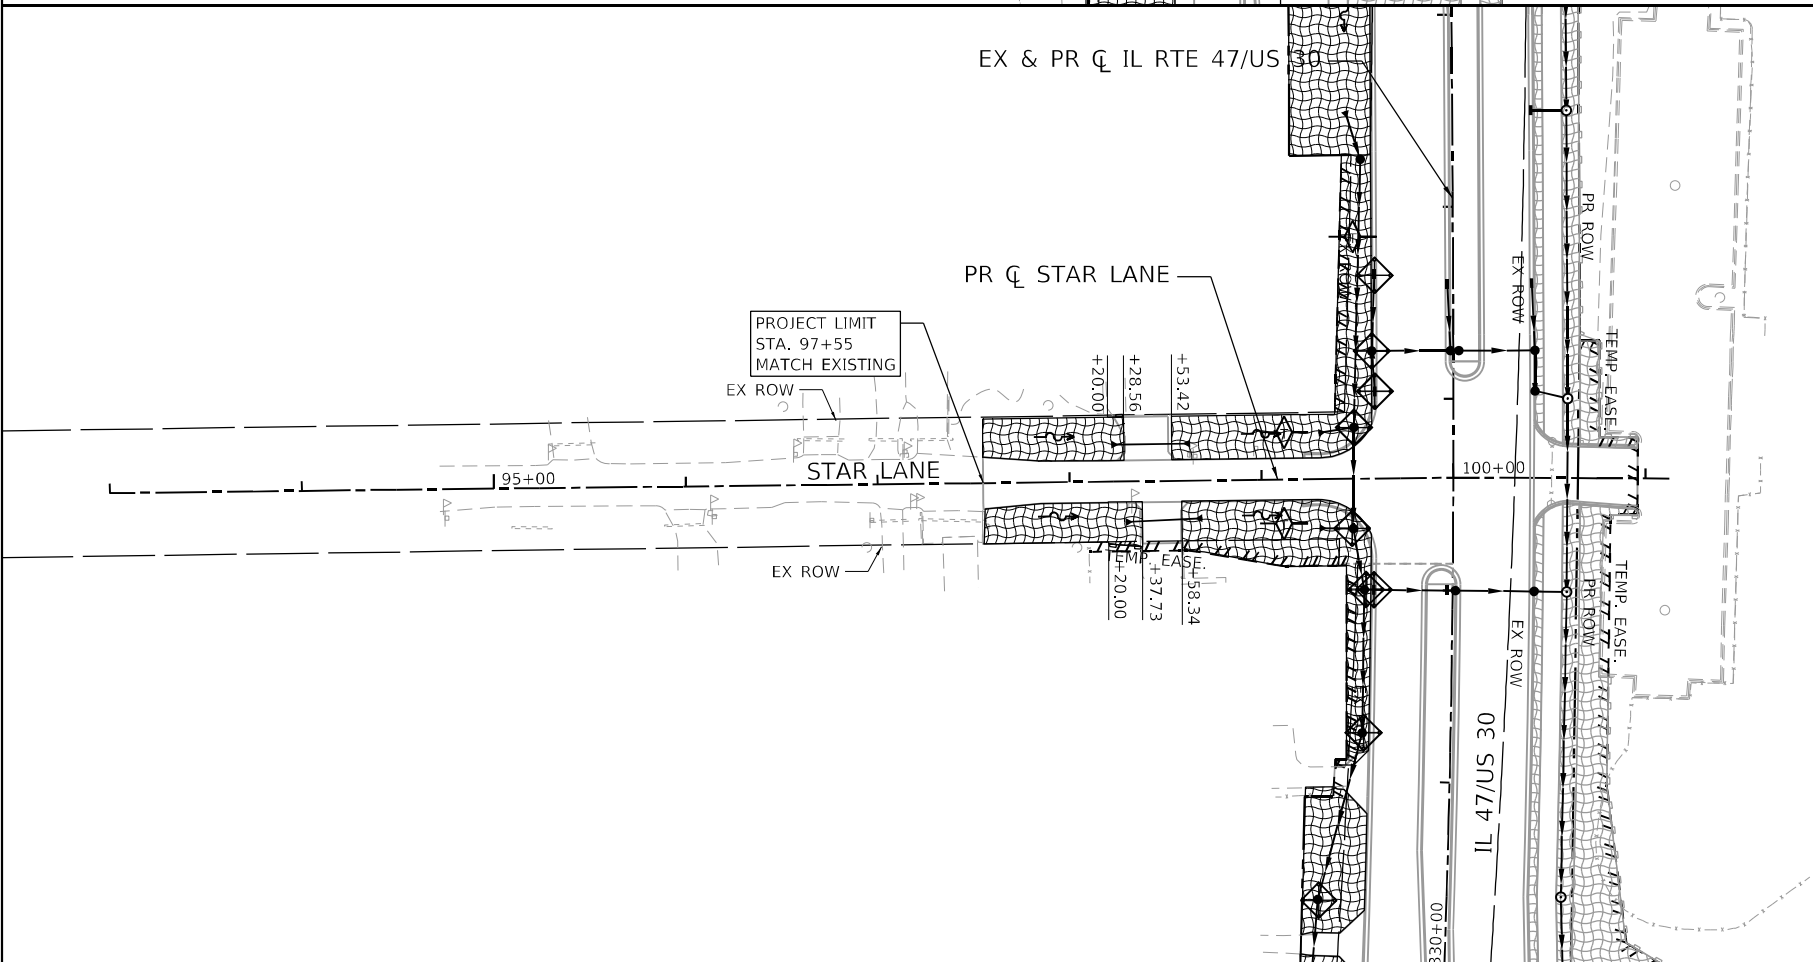 EX & PR ℄ IL RTE 47/US 30
PR ROW
EX ROW
PR ℄ STAR LANE
PROJECT LIMIT
STA. 97+55
MATCH EXISTING
EX ROW
+20.00
+28.56
+53.42
TEMP. EASE.
STAR LANE
95+00
100+00
EX ROW
TEMP. EASE.
+20.00
+37.73
+58.34
TEMP. EASE.
PR ROW
EX ROW
IL 47/US 30